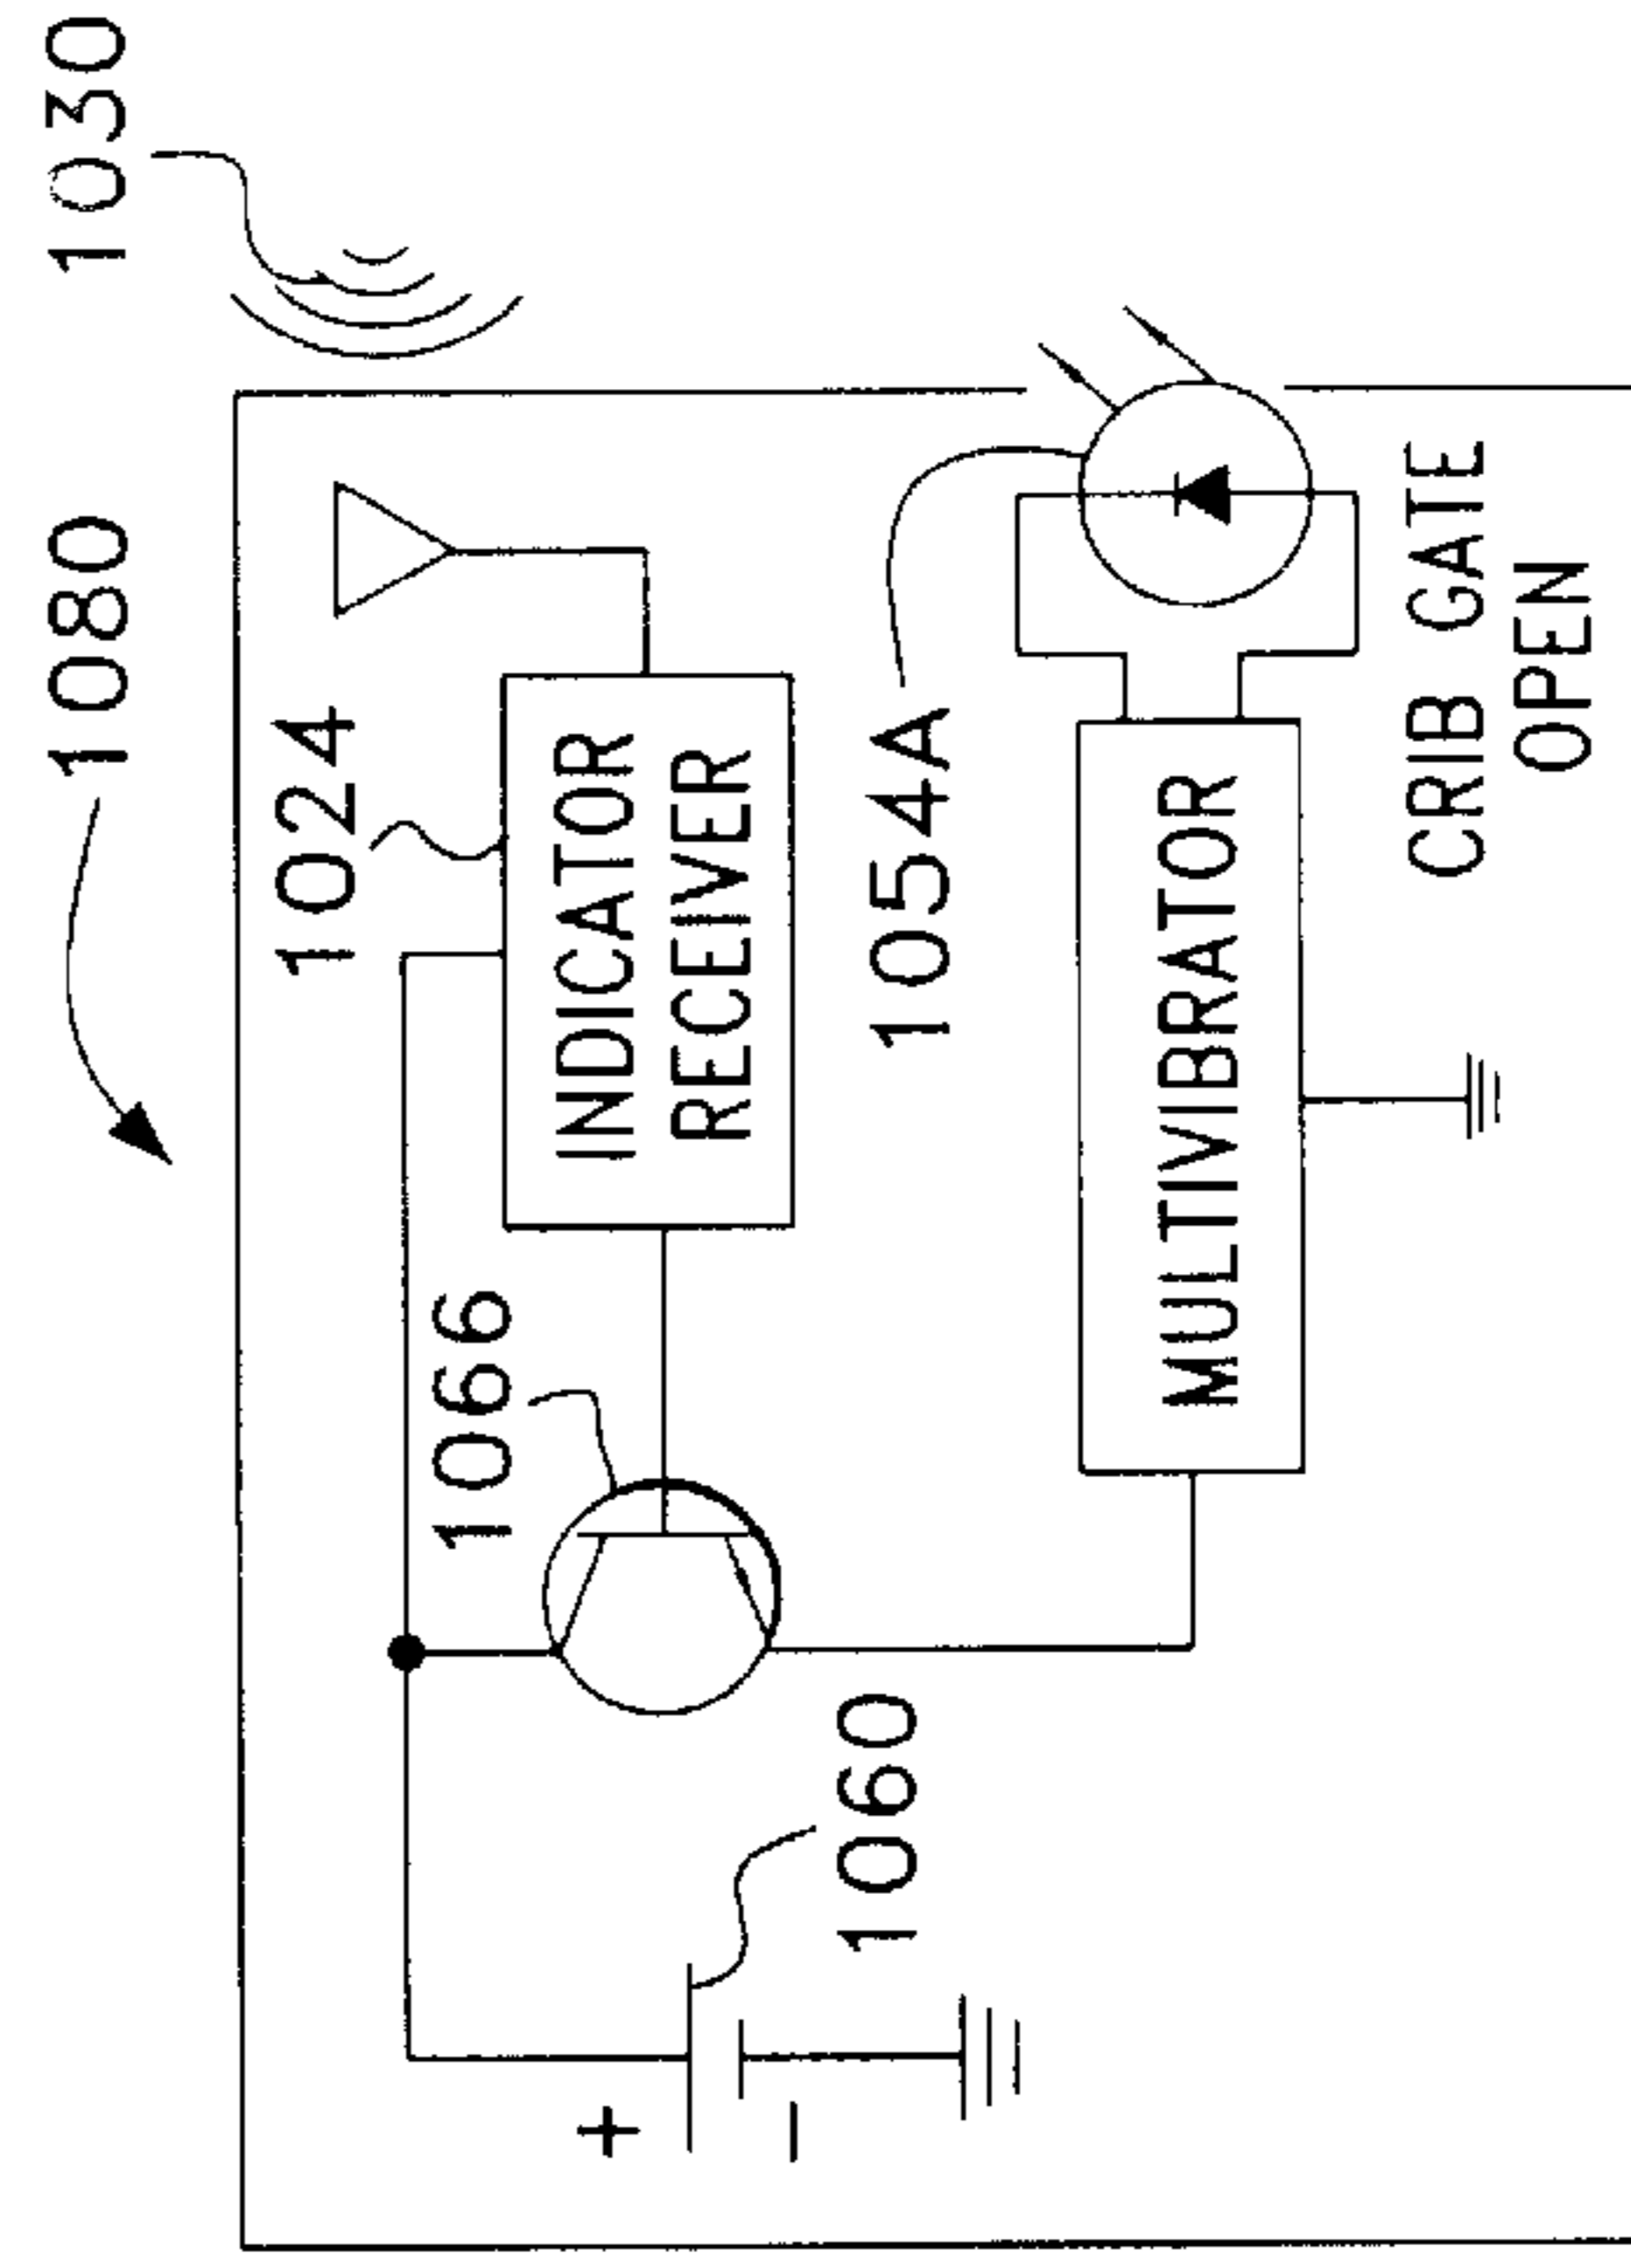 1030
1080
1024
INDICATOR
RECEIVER
1066
1054A
MULTIVIBRATOR
1060
+
−
CRIB GATE
OPEN